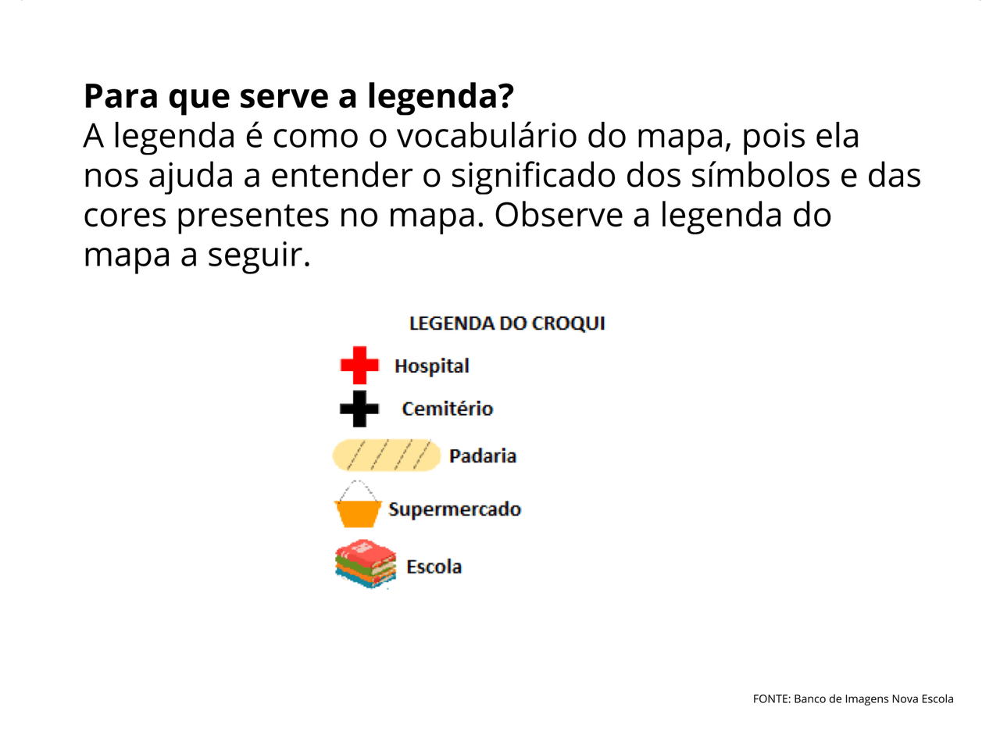 Para que serve a legenda?
A legenda é como o vocabulário do mapa, pois ela
nos ajuda a entender o significado dos símbolos e das
cores presentes no mapa. Observe a legenda do
mapa a seguir.
LEGENDA DO CROQUI
Hospital
Cemitério
Padaria
Supermercado
Escola
FONTE: Banco de Imagens Nova Escola